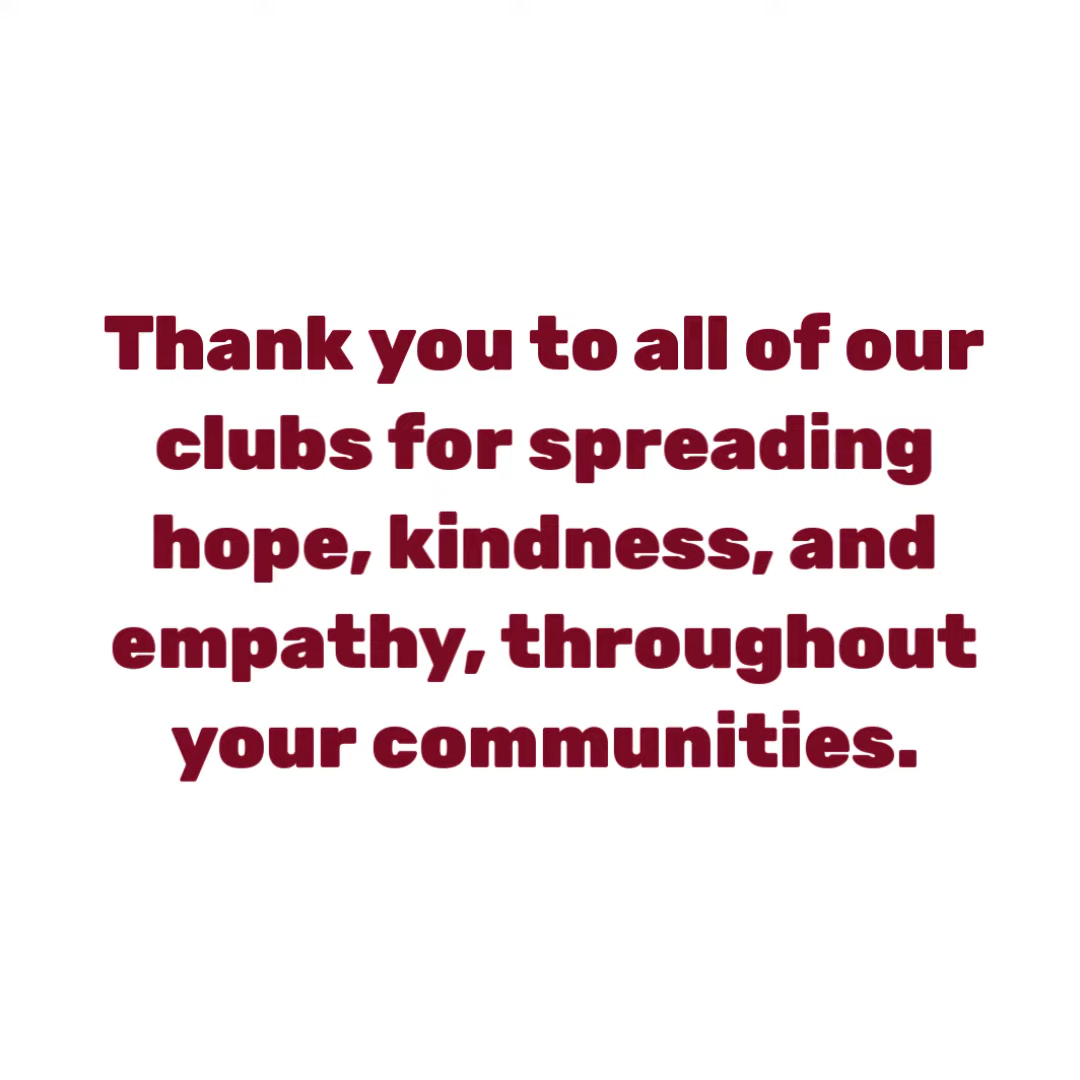 Thank you to all of our
clubs for spreading
hope, kindness, and
empathy, throughout
your communities.